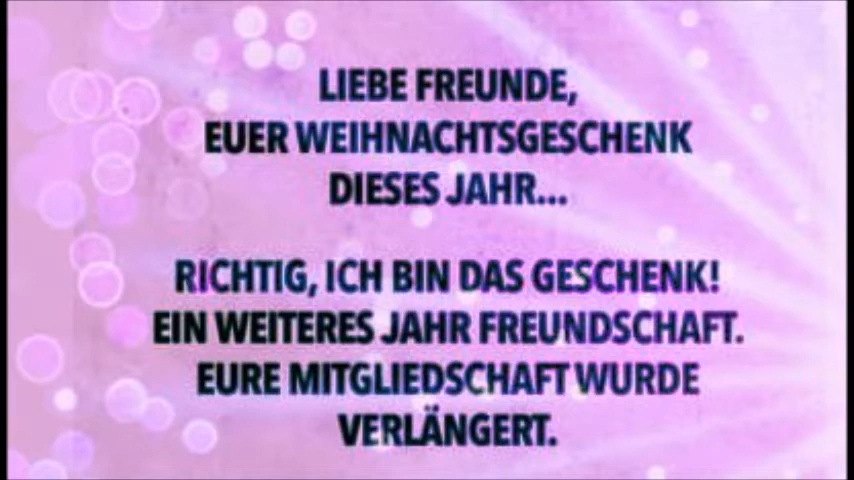 LIEBE FREUNDE,
EUER WEIHNACHTSGESCHENK
DIESES JAHR...
RICHTIG, ICH BIN DAS GESCHENK!
EIN WEITERES JAHR FREUNDSCHAFT.
EURE MITGLIEDSCHAFT WURDE
VERLÄNGERT.